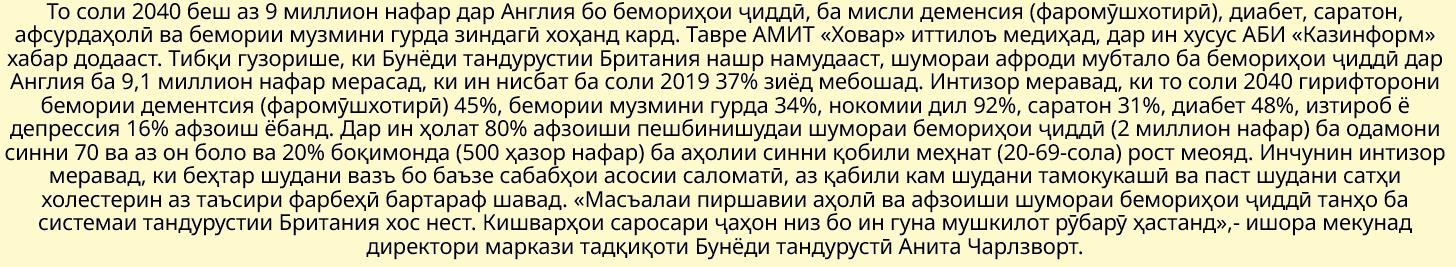 То соли 2040 беш аз 9 миллион нафар дар Англия бо бемориҳои ҷиддӣ, ба мисли деменсия (фаромӯшхотирӣ), диабет, саратон,
афсурдаҳолӣ ва бемории музмини гурда зиндагӣ хоҳанд кард. Тавре АМИТ «Ховар» иттилоъ медиҳад, дар ин хусус АБИ «Казинформ»
хабар додааст. Тибқи гузорише, ки Бунёди тандурустии Британия нашр намудааст, шумораи афроди мубтало ба бемориҳои ҷиддӣ дар
Англия ба 9,1 миллион нафар мерасад, ки ин нисбат ба соли 2019 37% зиёд мебошад. Интизор меравад, ки то соли 2040 гирифторони
бемории дементсия (фаромӯшхотирӣ) 45%, бемории музмини гурда 34%, нокомии дил 92%, саратон 31%, диабет 48%, изтироб ё
депрессия 16% афзоиш ёбанд. Дар ин ҳолат 80% афзоиши пешбинишудаи шумораи бемориҳои ҷиддӣ (2 миллион нафар) ба одамони
синни 70 ва аз он боло ва 20% боқимонда (500 ҳазор нафар) ба аҳолии синни қобили меҳнат (20-69-сола) рост меояд. Инчунин интизор
меравад, ки беҳтар шудани вазъ бо баъзе сабабҳои асосии саломатӣ, аз қабили кам шудани тамокукашӣ ва паст шудани сатҳи
холестерин аз таъсири фарбеҳӣ бартараф шавад. «Масъалаи пиршавии аҳолӣ ва афзоиши шумораи бемориҳои ҷиддӣ танҳо ба
системаи тандурустии Британия хос нест. Кишварҳои саросари ҷаҳон низ бо ин гуна мушкилот рӯбарӯ ҳастанд»,- ишора мекунад
директори маркази тадқиқоти Бунёди тандурустӣ Анита Чарлзворт.